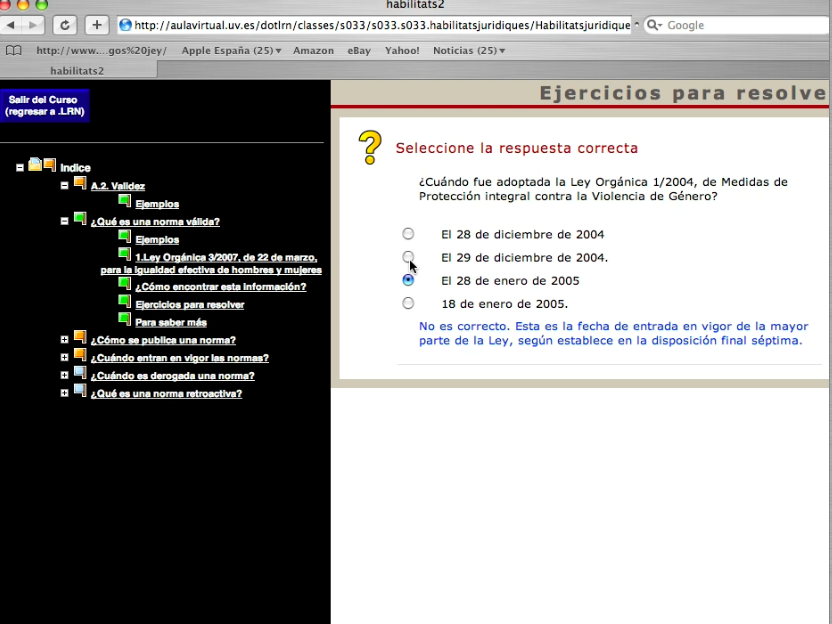 habilitats2
http://aulavirtual.uv.es/dotlrn/classes/s033/s033.s033.habilitatsjuridiques/Habilitatsjuridique
Google
http://www....gos%20jey/ Apple España (25) Amazon eBay Yahoo! Noticias (25)
habilitats2
Salir del Curso
(regresar a .LRN)
Indice
A.2. Validez
Ejemplos
¿Qué es una norma válida?
Ejemplos
1.Ley Orgánica 3/2007, de 22 de marzo,
para la igualdad efectiva de hombres y mujeres
¿Cómo encontrar esta información?
Ejercicios para resolver
Para saber más
¿Cómo se publica una norma?
¿Cuándo entran en vigor las normas?
¿Cuándo es derogada una norma?
¿Qué es una norma retroactiva?
Ejercicios para resolve
?
Seleccione la respuesta correcta
¿Cuándo fue adoptada la Ley Orgánica 1/2004, de Medidas de
Protección integral contra la Violencia de Género?
El 28 de diciembre de 2004
El 29 de diciembre de 2004.
El 28 de enero de 2005
18 de enero de 2005.
No es correcto. Esta es la fecha de entrada en vigor de la mayor
parte de la Ley, según establece en la disposición final séptima.